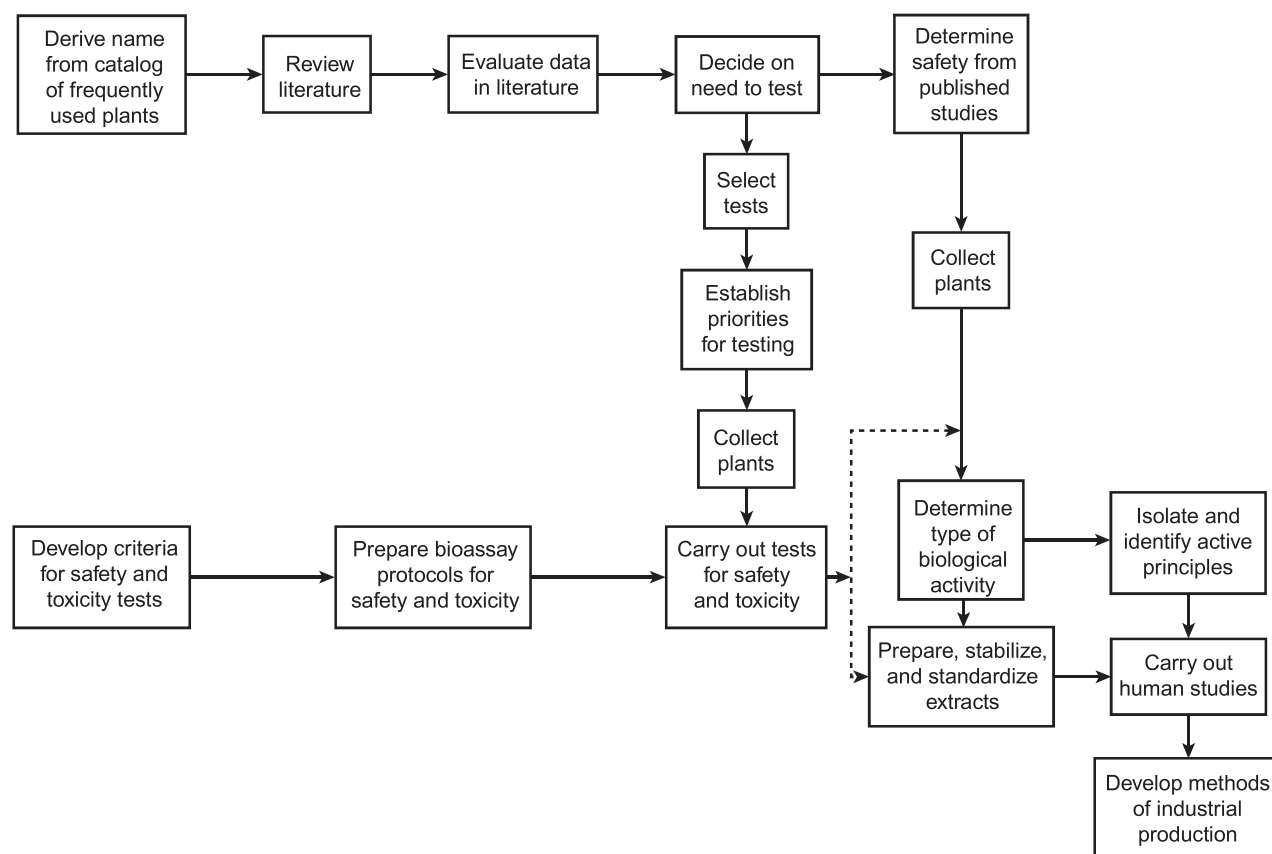 Derive name
from catalog
of frequently
used plants
Review
literature
Evaluate data
in literature
Decide on
need to test
Determine
safety from
published
studies
Select
tests
Collect
plants
Establish
priorities
for testing
Collect
plants
Develop criteria
for safety and
toxicity tests
Prepare bioassay
protocols for
safety and toxicity
Carry out tests
for safety
and toxicity
Determine
type of
biological
activity
Isolate and
identify active
principles
Prepare, stabilize,
and standardize
extracts
Carry out
human studies
Develop methods
of industrial
production